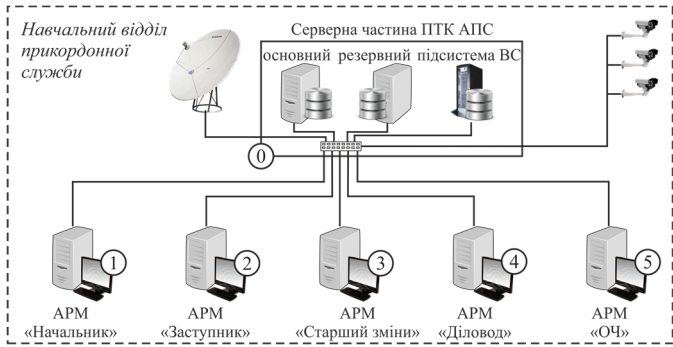 Навчальний відділ
прикордонної
служби
Серверна частина ПТК АПС
основний резервний підсистема ВС
0
1
2
3
4
5
АРМ
«Начальник»
АРМ
«Заступник»
АРМ
«Старший зміни»
АРМ
«Діловод»
АРМ
«ОЧ»